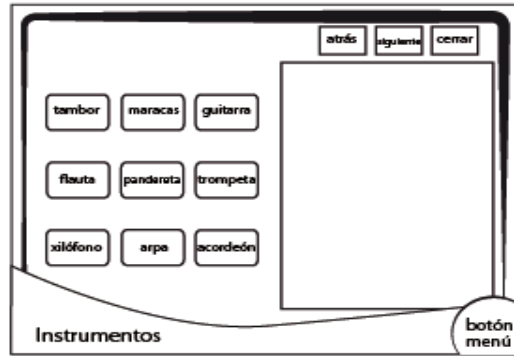 atrás siguiente cerrar
tambor maracas guitarra
flauta pandereta trompeta
xilófono arpa acordeón
Instrumentos
botón
menú